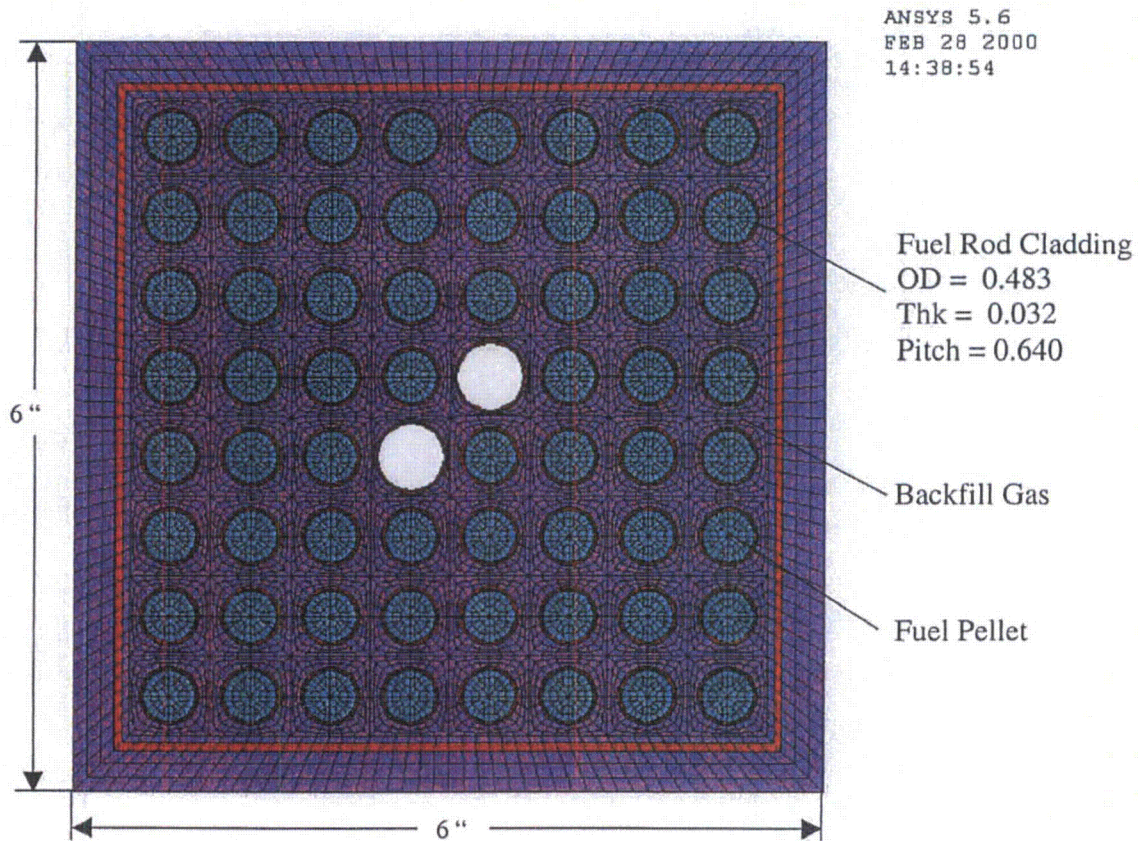 ANSYS 5.6
FEB 28 2000
14:38:54
Fuel Rod Cladding
OD = 0.483
Thk = 0.032
Pitch = 0.640
6“
Backfill Gas
Fuel Pellet
6“